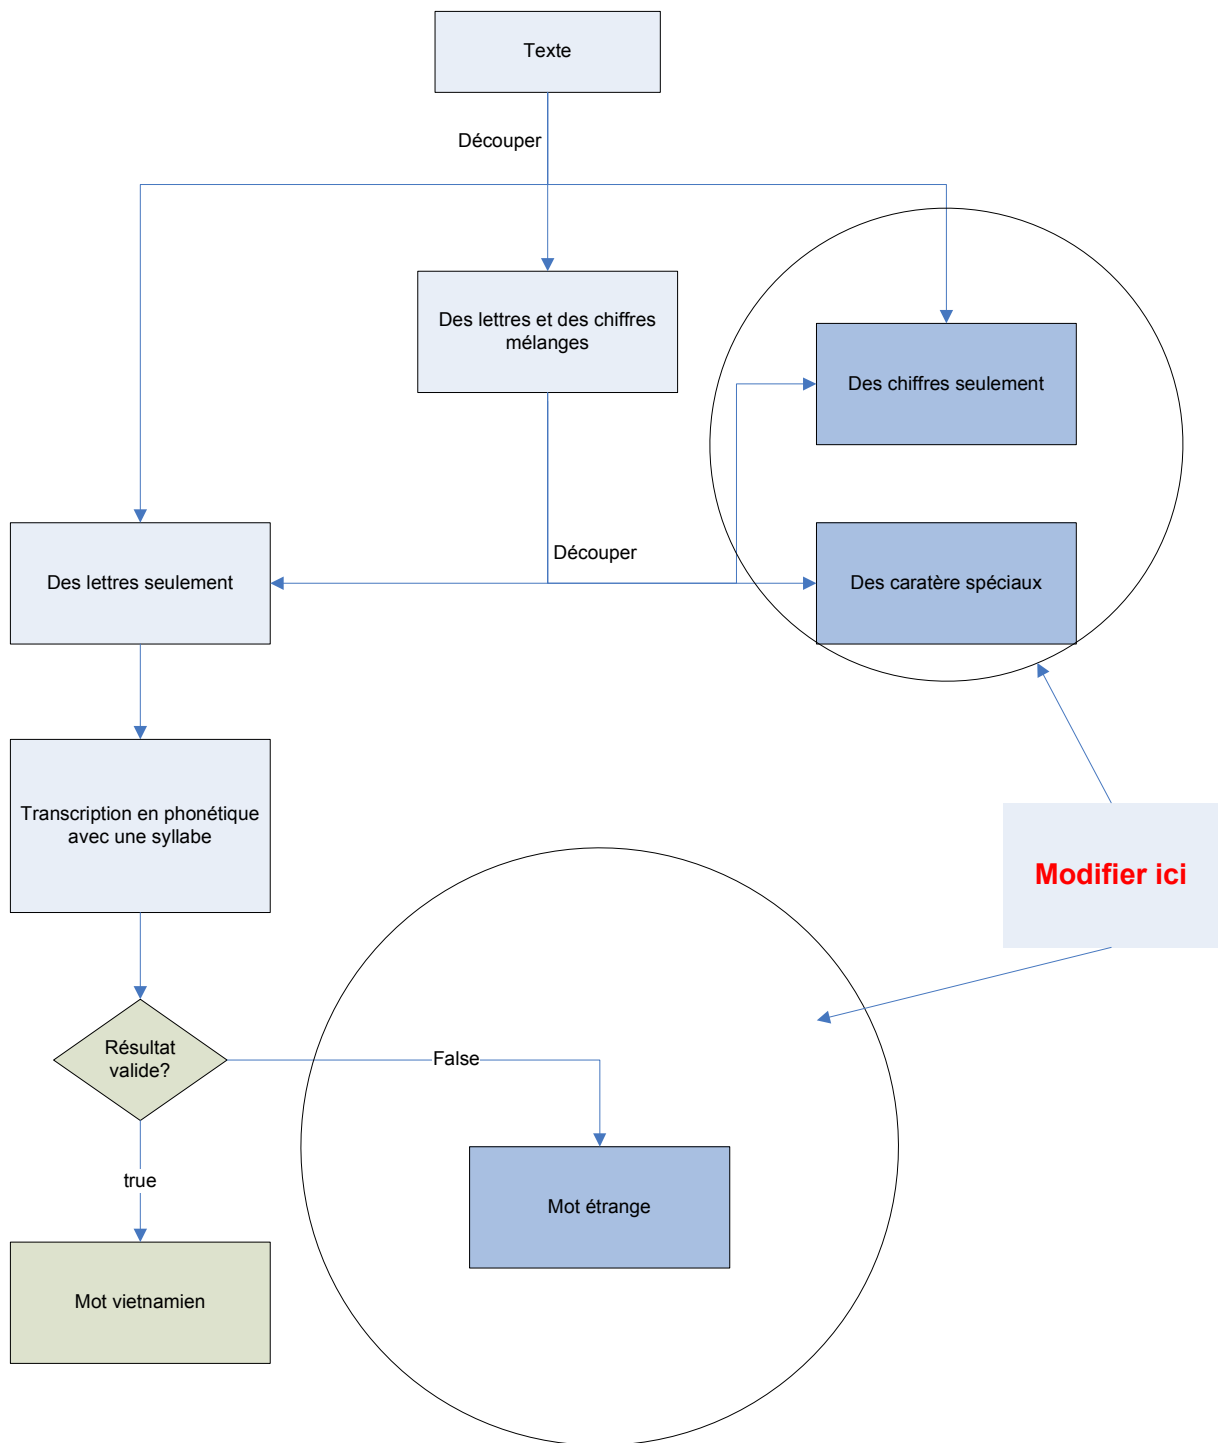 Texte
Découper
Des lettres et des chiffres
mélanges
Des chiffres seulement
Découper
Des lettres seulement
Des caratère spéciaux
Transcription en phonétique
avec une syllabe
Modifier ici
Résultat
valide?
False
true
Mot étrange
Mot vietnamien